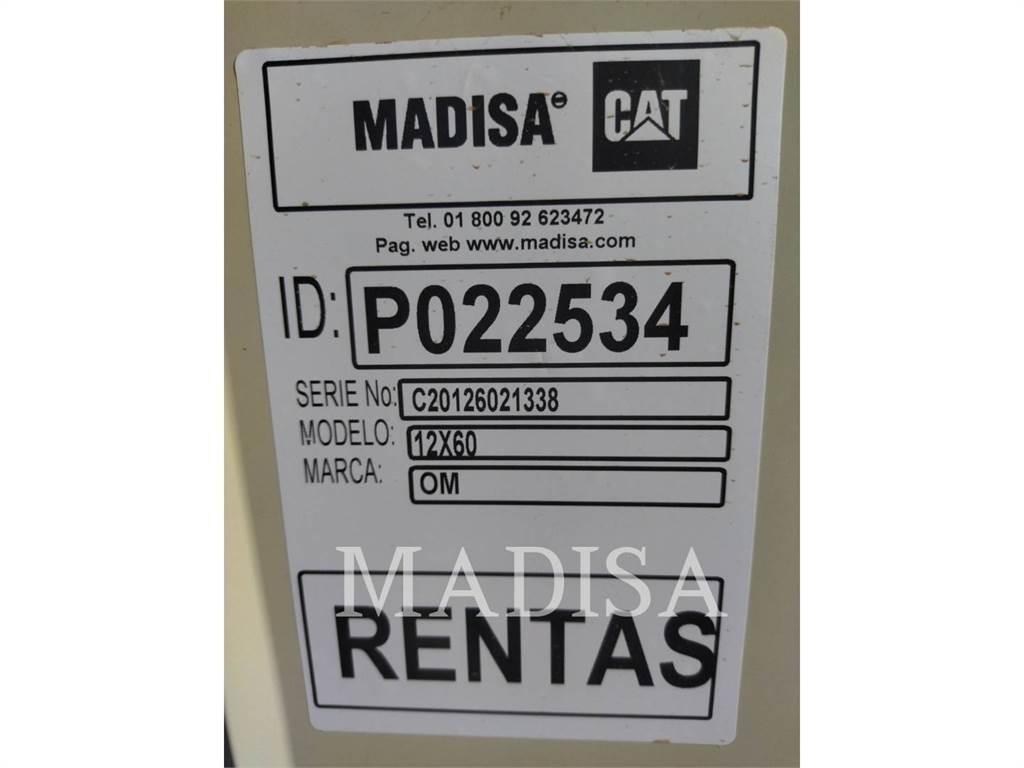 MADISA CAT
Tel. 01 800 92 623472
Pag. web www.madisa.com
ID: P022534
SERIE No: C20126021338
MODELO: 12X60
MARCA: OM
MADISA
RENTAS